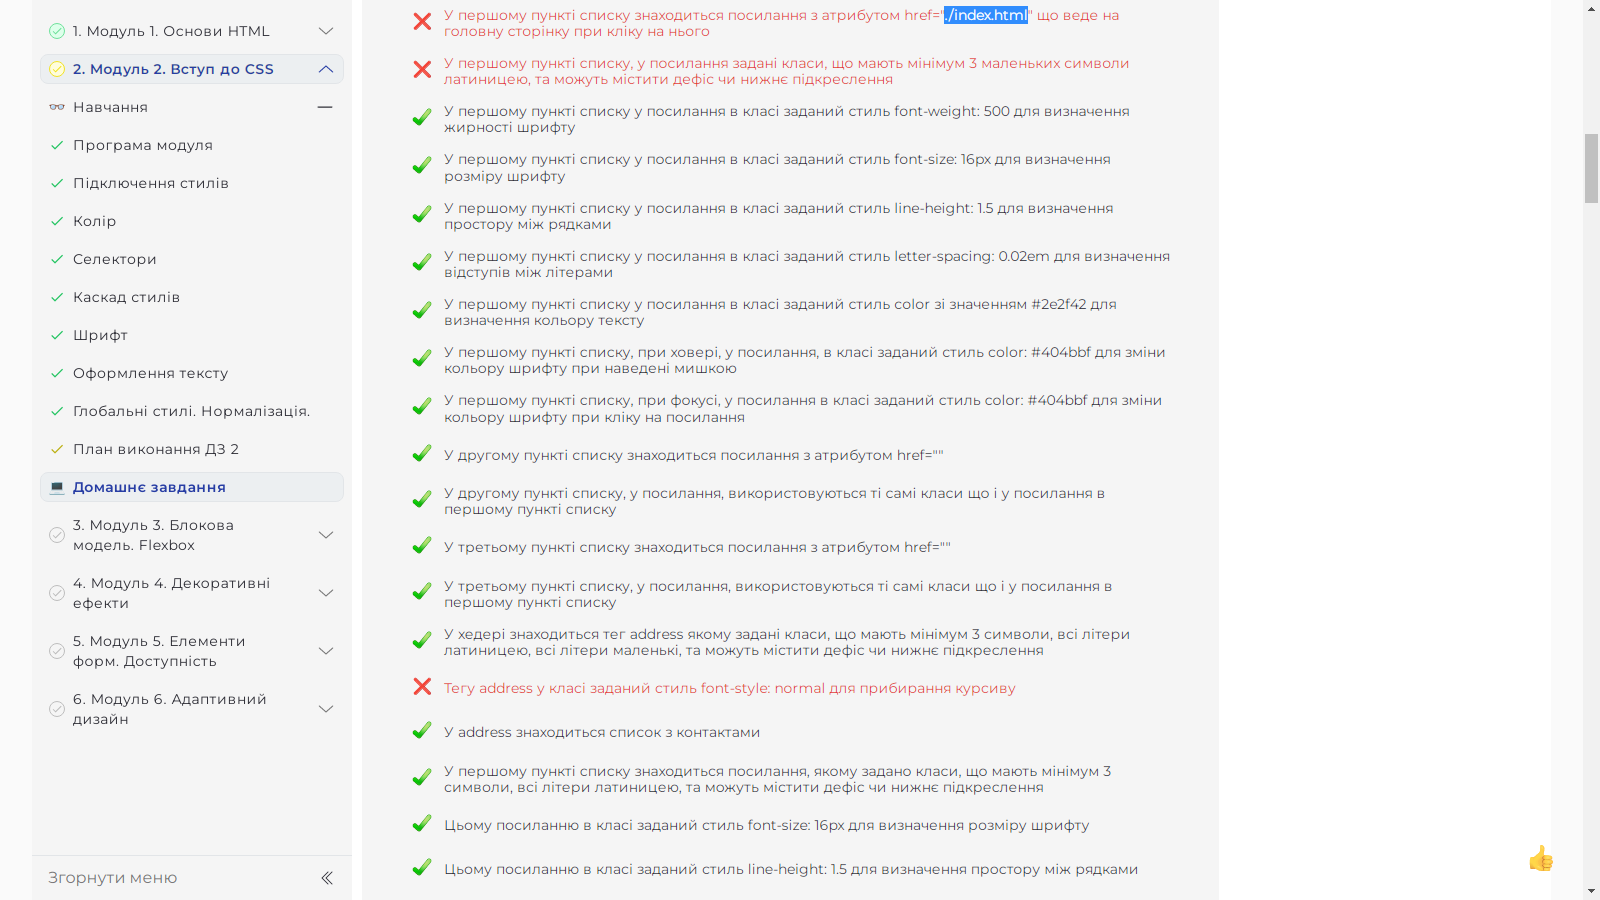 1. Модуль 1. Основи HTML
2. Модуль 2. Вступ до CSS
Навчання
Програма модуля
Підключення стилів
Колір
Селектори
Каскад стилів
Шрифт
Оформлення тексту
Глобальні стилі. Нормалізація.
План виконання ДЗ 2
Домашнє завдання
3. Модуль 3. Блокова
модель. Flexbox
4. Модуль 4. Декоративні
ефекти
5. Модуль 5. Елементи
форм. Доступність
6. Модуль 6. Адаптивний
дизайн
Згорнути меню
У першому пункті списку знаходиться посилання з атрибутом href="./index.html" що веде на
головну сторінку при кліку на нього
У першому пункті списку, у посилання задані класи, що мають мінімум 3 маленьких символи
латиницею, та можуть містити дефіс чи нижнє підкреслення
У першому пункті списку у посилання в класі заданий стиль font-weight: 500 для визначення
жирності шрифту
У першому пункті списку у посилання в класі заданий стиль font-size: 16px для визначення
розміру шрифту
У першому пункті списку у посилання в класі заданий стиль line-height: 1.5 для визначення
простору між рядками
У першому пункті списку у посилання в класі заданий стиль letter-spacing: 0.02em для визначення
відступів між літерами
У першому пункті списку у посилання в класі заданий стиль color зі значенням #2e2f42 для
визначення кольору тексту
У першому пункті списку, при ховері, у посилання, в класі заданий стиль color: #404bbf для зміни
кольору шрифту при наведені мишкою
У першому пункті списку, при фокусі, у посилання в класі заданий стиль color: #404bbf для зміни
кольору шрифту при кліку на посилання
У другому пункті списку знаходиться посилання з атрибутом href=""
У другому пункті списку, у посилання, використовуються ті самі класи що і у посилання в
першому пункті списку
У третьому пункті списку знаходиться посилання з атрибутом href=""
У третьому пункті списку, у посилання, використовуються ті самі класи що і у посилання в
першому пункті списку
У хедері знаходиться тег address якому задані класи, що мають мінімум 3 символи, всі літери
латиницею, всі літери маленькі, та можуть містити дефіс чи нижнє підкреслення
Тегу address у класі заданий стиль font-style: normal для прибирання курсиву
У address знаходиться список з контактами
У першому пункті списку знаходиться посилання, якому задано класи, що мають мінімум 3
символи, всі літери латиницею, та можуть містити дефіс чи нижнє підкреслення
Цьому посиланню в класі заданий стиль font-size: 16px для визначення розміру шрифту
Цьому посиланню в класі заданий стиль line-height: 1.5 для визначення простору між рядками